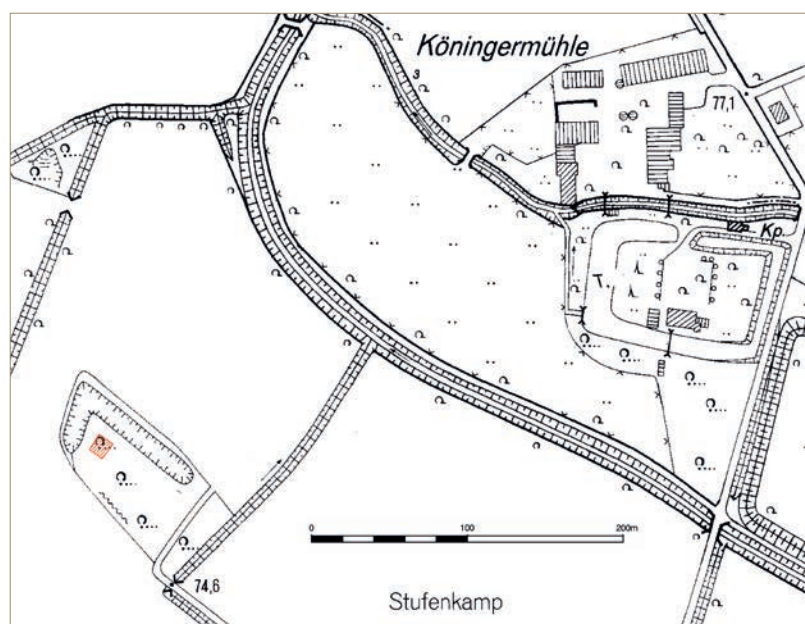 Köningermühle
3
77,1
Kp.
T.
0 100 200m
74,6
Stufenkamp